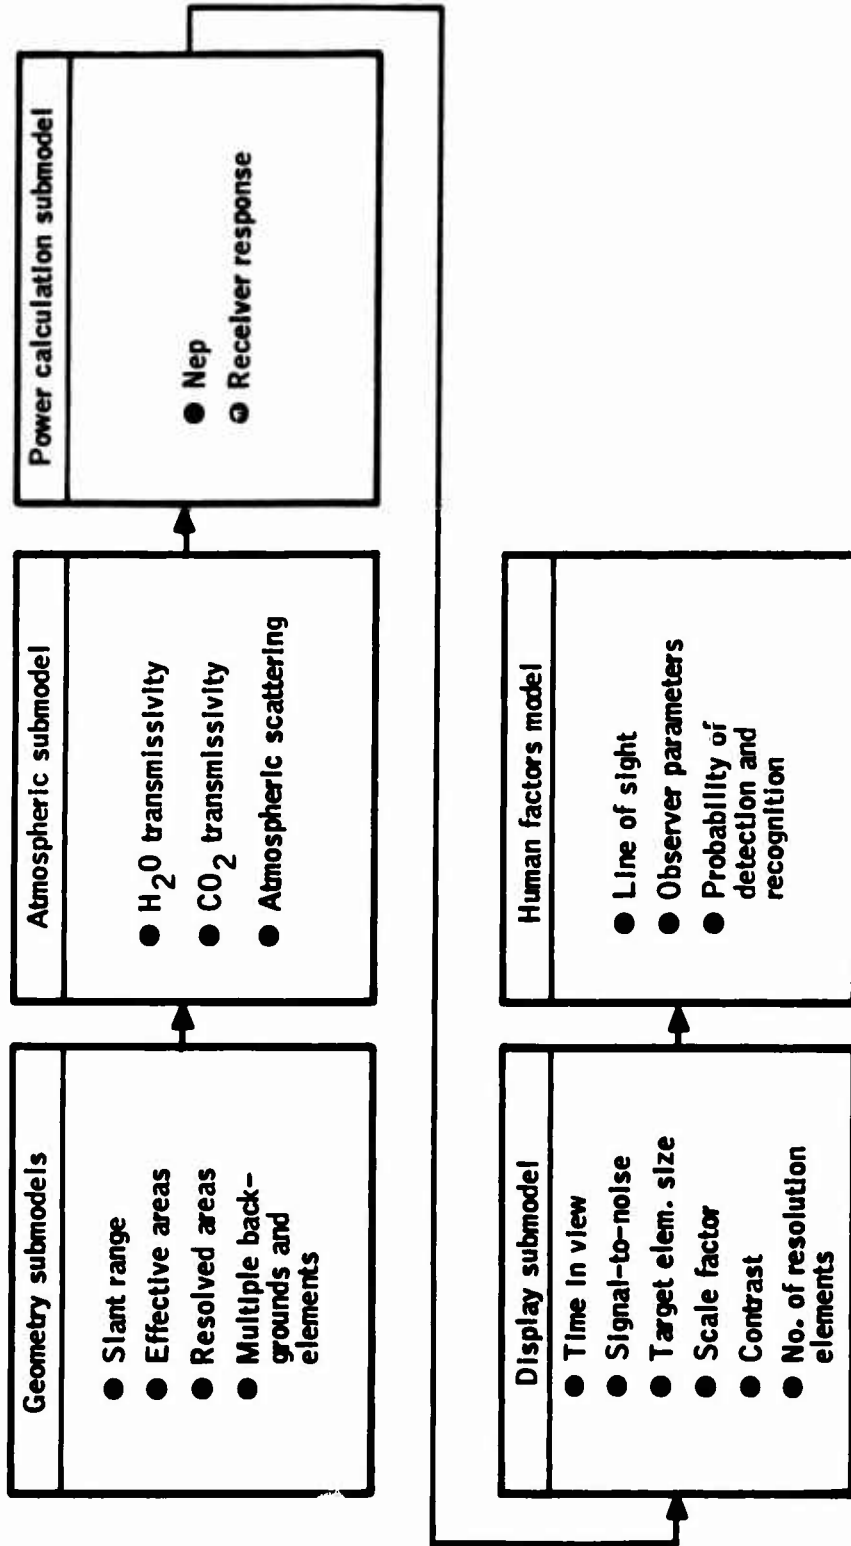 Geometry submodels
● Slant range
● Effective areas
● Resolved areas
● Multiple back-
grounds and
elements
Atmospheric submodel
● H2O transmissivity
● CO2 transmissivity
● Atmospheric scattering
Power calculation submodel
● Nep
● Receiver response
Display submodel
● Time in view
● Signal-to-noise
● Target elem. size
● Scale factor
● Contrast
● No. of resolution
elements
Human factors model
● Line of sight
● Observer parameters
● Probability of
detection and
recognition